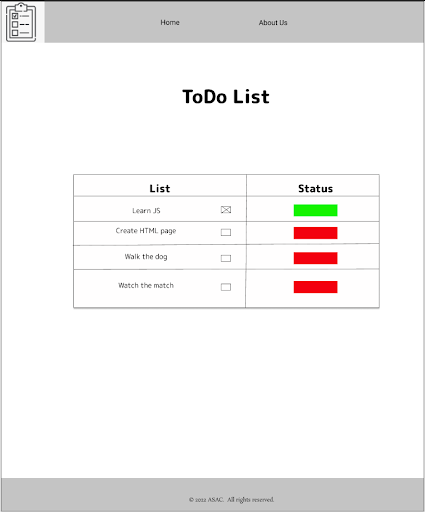 Home About Us
ToDo List
List Status
Learn JS
Create HTML page
Walk the dog
Watch the match
© 2022 ASAC. All rights reserved.